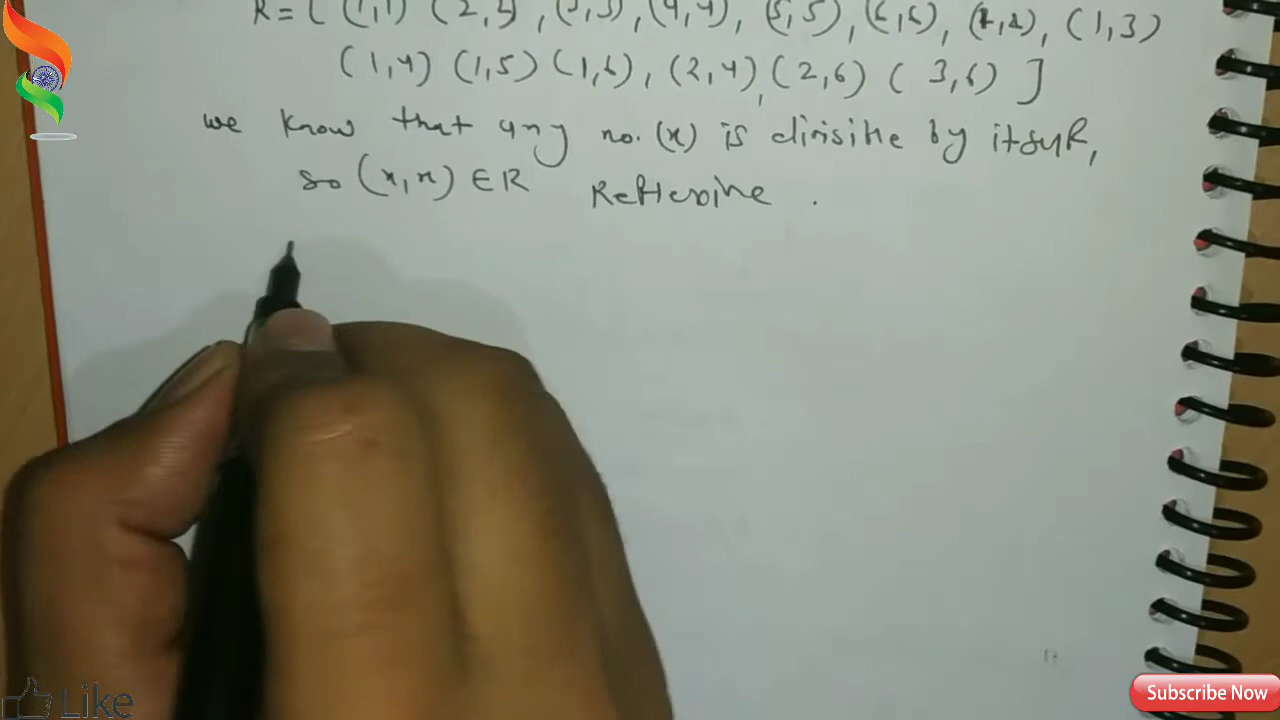 R = { (1,1) (2,2), (3,3), (4,4), (5,5), (6,6), (1,2), (1,3)
(1,4) (1,5) (1,6), (2,4), (2,6) ( 3,6) ]
we know that any no. (x) is divisible by itself,
so (x,x) ∈ R Reflexive .
Like
Subscribe Now